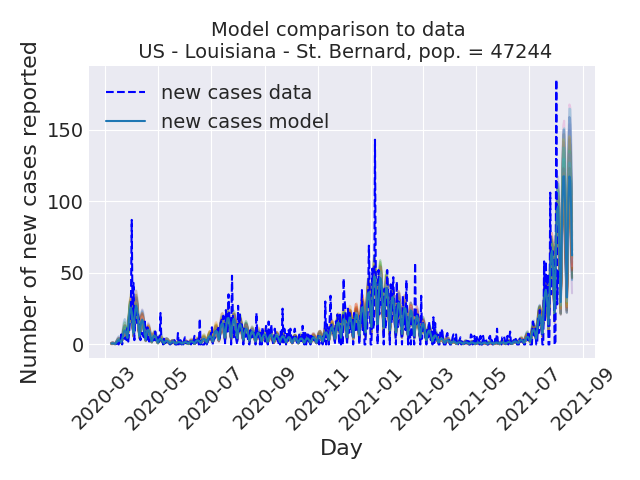 Model comparison to data
US - Louisiana - St. Bernard, pop. = 47244
Number of new cases reported
new cases data
new cases model
150
100
50
0
2020-03
2020-05
2020-07
2020-09
2020-11
2021-01
2021-03
2021-05
2021-07
2021-09
Day